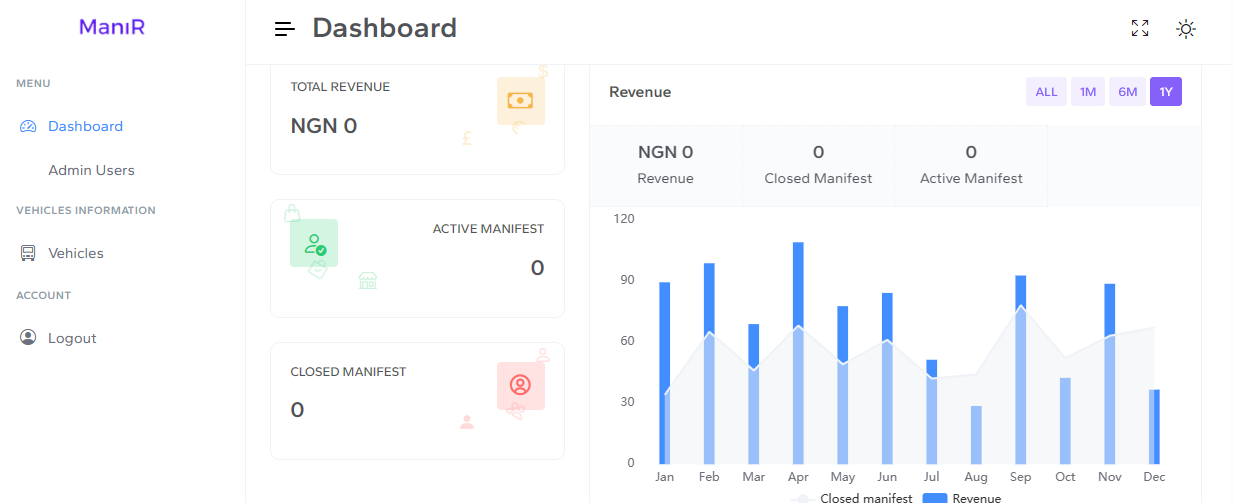 ManiR
Dashboard
MENU
Dashboard
Admin Users
VEHICLES INFORMATION
Vehicles
ACCOUNT
Logout
TOTAL REVENUE
NGN 0
ACTIVE MANIFEST
0
CLOSED MANIFEST
0
Revenue
ALL 1M 6M 1Y
NGN 0 0 0
Revenue Closed Manifest Active Manifest
120
90
60
30
0
Jan Feb Mar Apr May Jun Jul Aug Sep Oct Nov Dec
Closed manifest Revenue